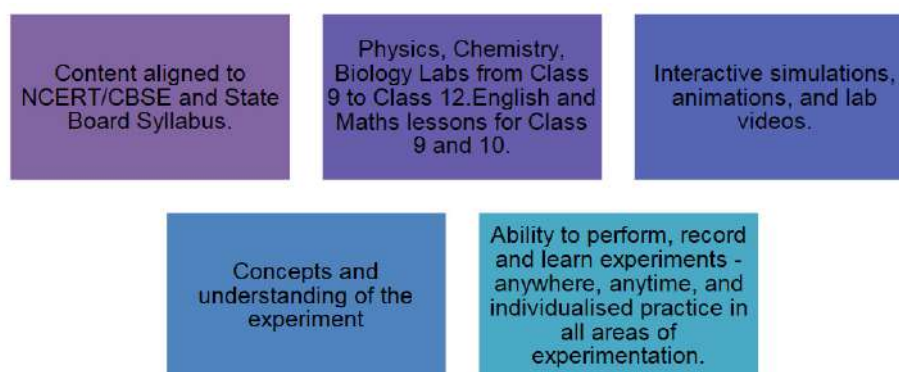 Content aligned to
NCERT/CBSE and State
Board Syllabus.
Physics, Chemistry,
Biology Labs from Class
9 to Class 12.English and
Maths lessons for Class
9 and 10.
Interactive simulations,
animations, and lab
videos.
Concepts and
understanding of the
experiment
Ability to perform, record
and learn experiments -
anywhere, anytime, and
individualised practice in
all areas of
experimentation.